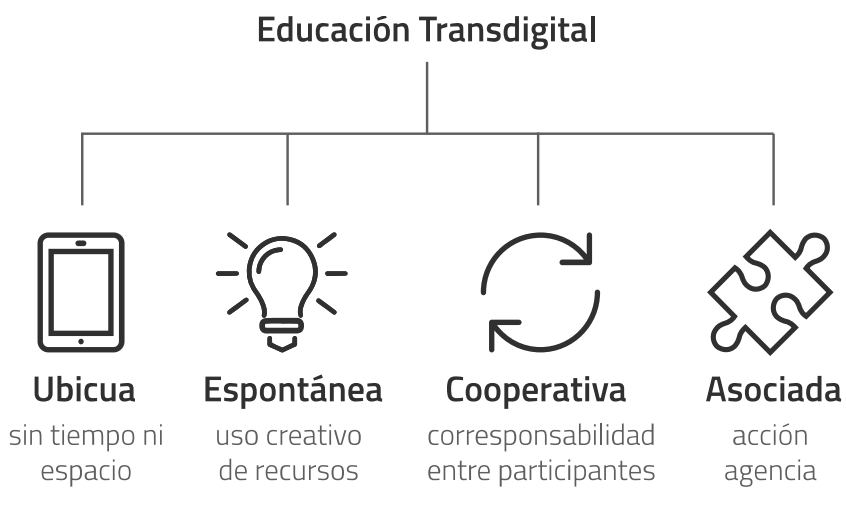 Educación Transdigital
Ubicua
sin tiempo ni
espacio
Espontánea
uso creativo
de recursos
Cooperativa
corresponsabilidad
entre participantes
Asociada
acción
agencia